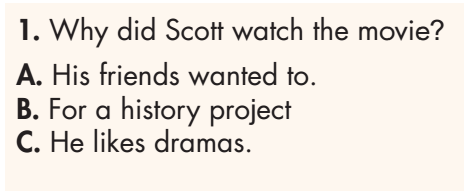 1. Why did Scott watch the movie?
A. His friends wanted to.
B. For a history project
C. He likes dramas.